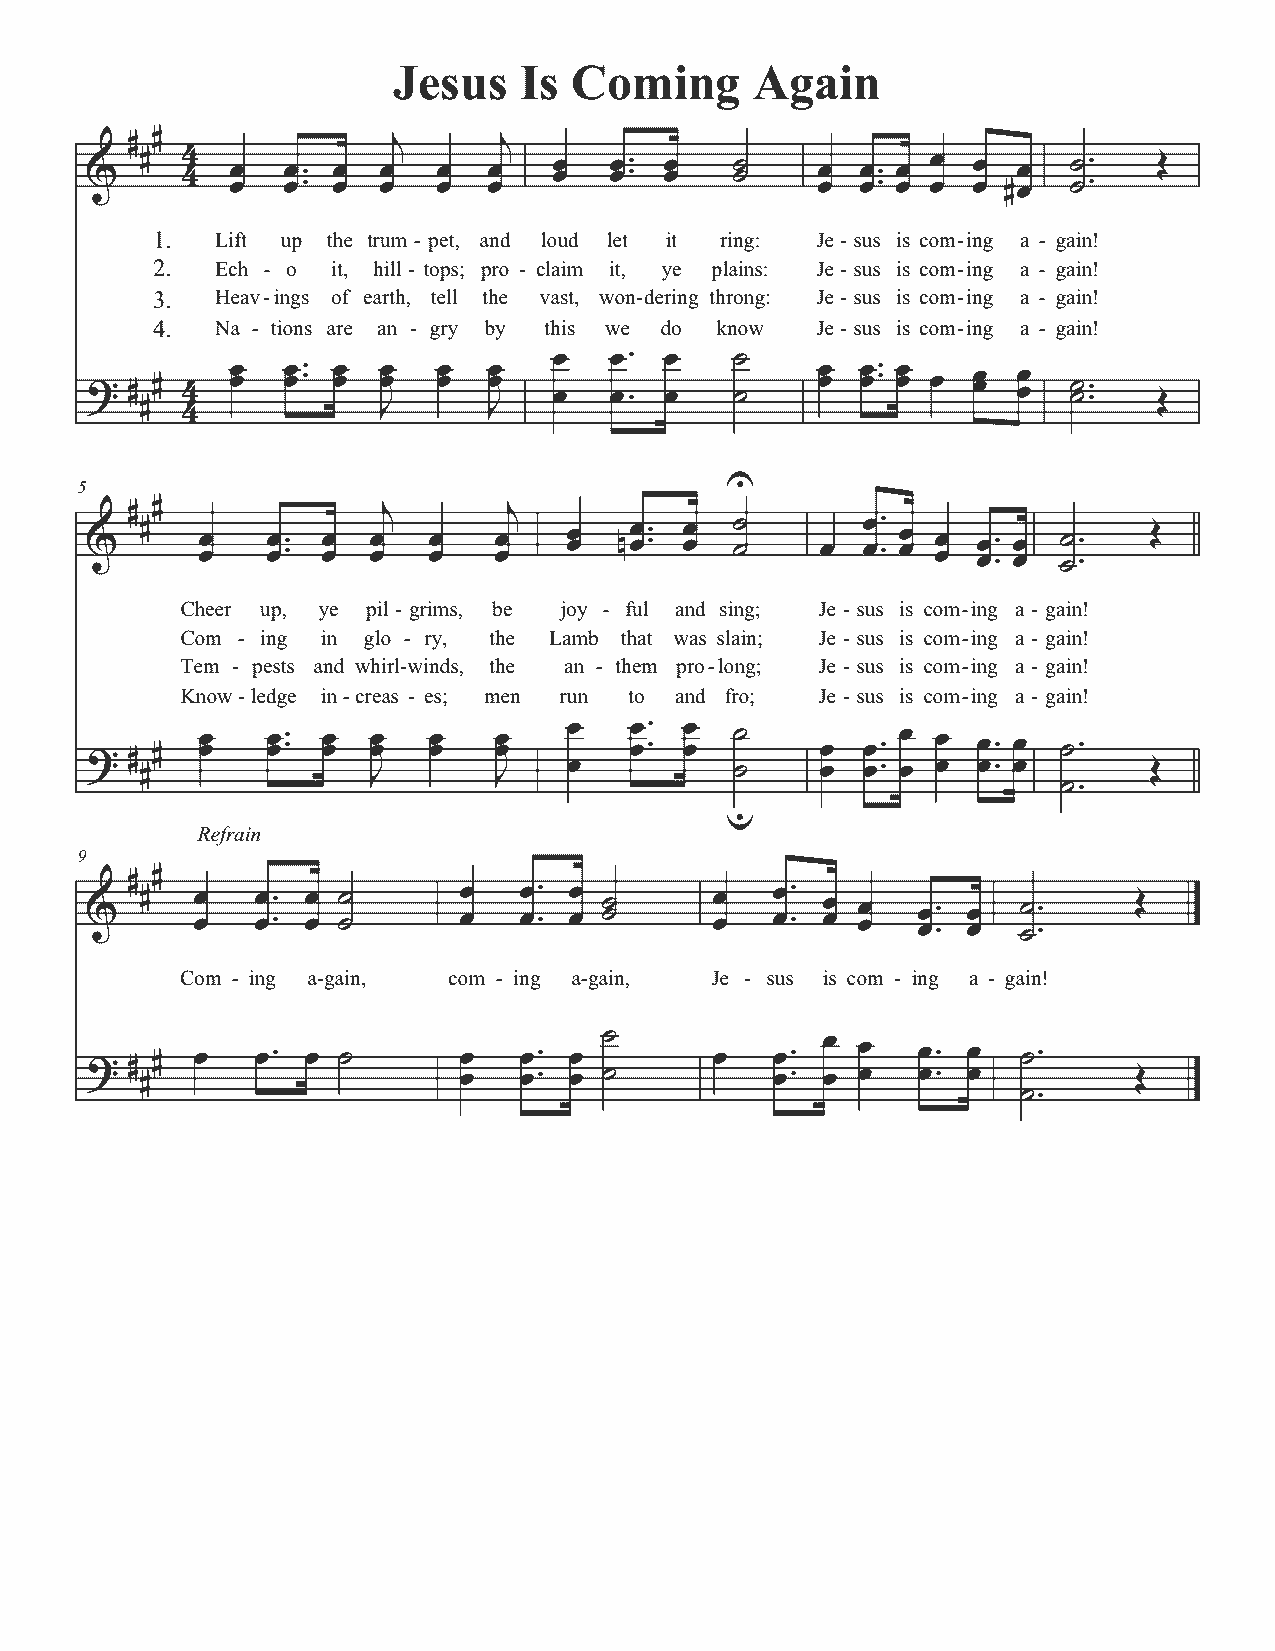 Jesus Is Coming Again
1. Lift up the trum - pet, and loud let it ring: Je - sus is com-ing a - gain!
2. Ech - o it, hill - tops; pro - claim it, ye plains: Je - sus is com-ing a - gain!
3. Heav - ings of earth, tell the vast, won-dering throng: Je - sus is com-ing a - gain!
4. Na - tions are an - gry by this we do know Je - sus is com-ing a - gain!
5
Cheer up, ye pil - grims, be joy - ful and sing; Je - sus is com-ing a - gain!
Com - ing in glo - ry, the Lamb that was slain; Je - sus is com-ing a - gain!
Tem - pests and whirl-winds, the an - them pro - long; Je - sus is com-ing a - gain!
Know - ledge in - creas - es; men run to and fro; Je - sus is com-ing a - gain!
Refrain
9
Com - ing a-gain, com - ing a-gain, Je - sus is com - ing a - gain!